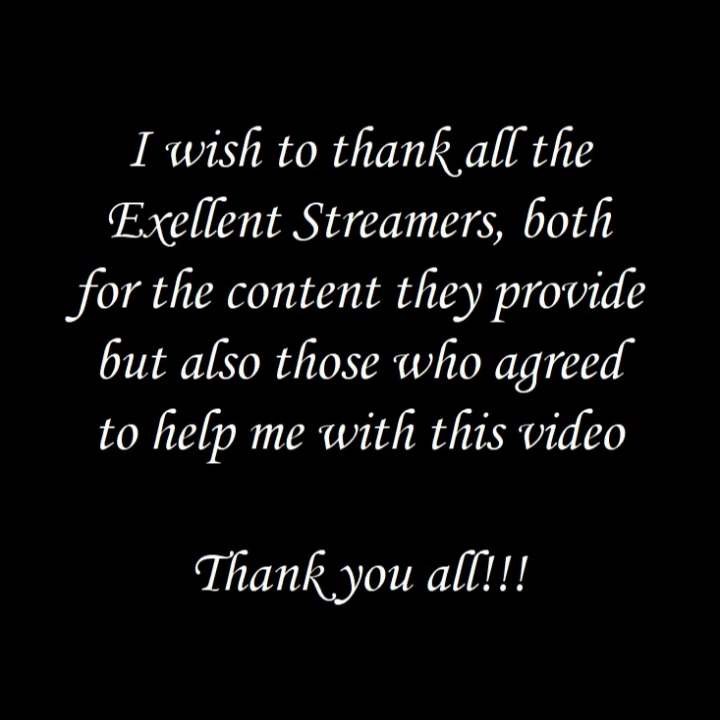 I wish to thank all the
Exellent Streamers, both
for the content they provide
but also those who agreed
to help me with this video
Thank you all!!!